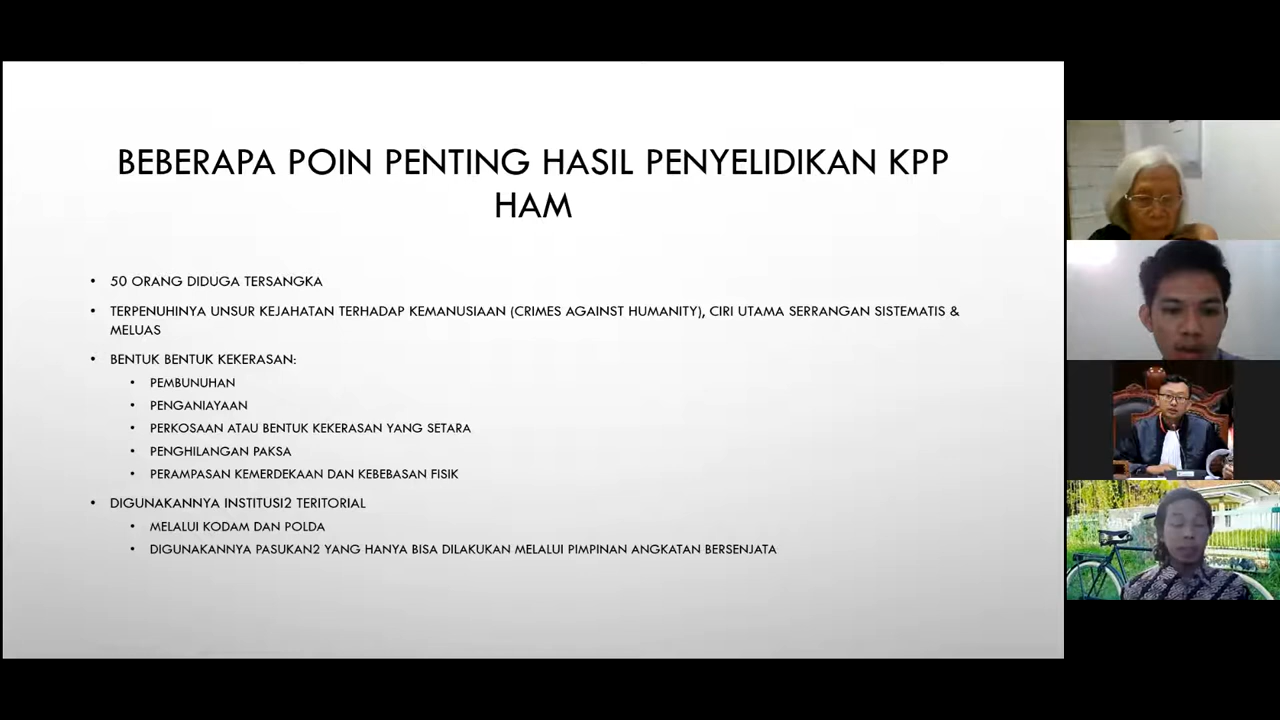 BEBERAPA POIN PENTING HASIL PENYELIDIKAN KPP
HAM
• 50 ORANG DIDUGA TERSANGKA
• TERPENUHINYA UNSUR KEJAHATAN TERHADAP KEMANUSIAAN (CRIMES AGAINST HUMANITY), CIRI UTAMA SERRANGAN SISTEMATIS &
MELUAS
• BENTUK BENTUK KEKERASAN:
• PEMBUNUHAN
• PENGANIAYAAN
• PERKOSAAN ATAU BENTUK KEKERASAN YANG SETARA
• PENGHILANGAN PAKSA
• PERAMPASAN KEMERDEKAAN DAN KEBEBASAN FISIK
• DIGUNAKANNYA INSTITUSI2 TERITORIAL
• MELALUI KODAM DAN POLDA
• DIGUNAKANNYA PASUKAN2 YANG HANYA BISA DILAKUKAN MELALUI PIMPINAN ANGKATAN BERSENJATA